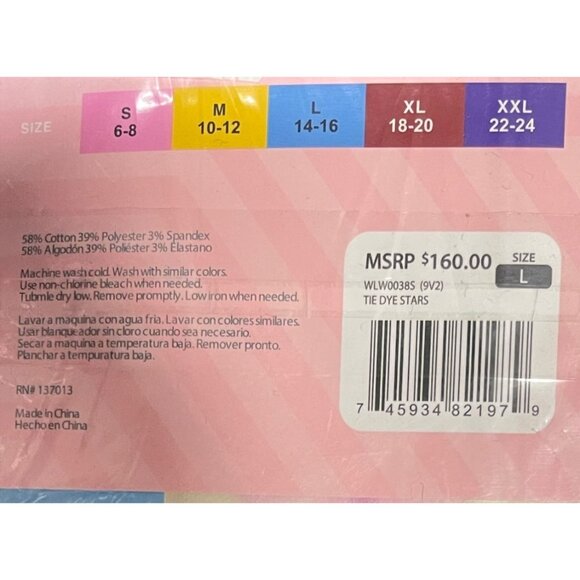 SIZE
S M L XL XXL
6-8 10-12 14-16 18-20 22-24
58% Cotton 39% Polyester 3% Spandex
58% Algodón 39% Poliéster 3% Elastano
Machine wash cold. Wash with similar colors.
Use non-chlorine bleach when needed.
Tubmle dry low. Remove promptly. Low iron when needed.
Lavar a maquina con agua fria. Lavar con colores similares.
Usar blanqueador sin cloro cuando sea necesario.
Secar a maquina a temperatura baja. Remover pronto.
Planchar a tempuratura baja.
RN# 137013
Made in China
Hecho en China
MSRP $160.00
SIZE
L
WLW0038S (9V2)
TIE DYE STARS
7 45934 82197 9